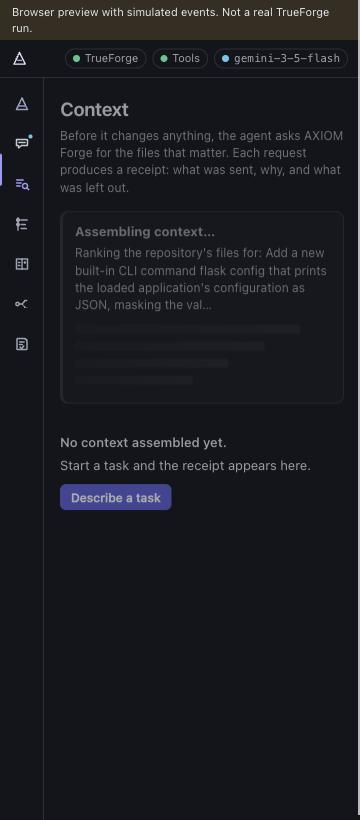 Browser preview with simulated events. Not a real TrueForge
run.
TrueForge
Tools
gemini-3-5-flash
Context
Before it changes anything, the agent asks AXIOM
Forge for the files that matter. Each request
produces a receipt: what was sent, why, and what
was left out.
Assembling context...
Ranking the repository's files for: Add a new
built-in CLI command flask config that prints
the loaded application's configuration as
JSON, masking the val...
No context assembled yet.
Start a task and the receipt appears here.
Describe a task